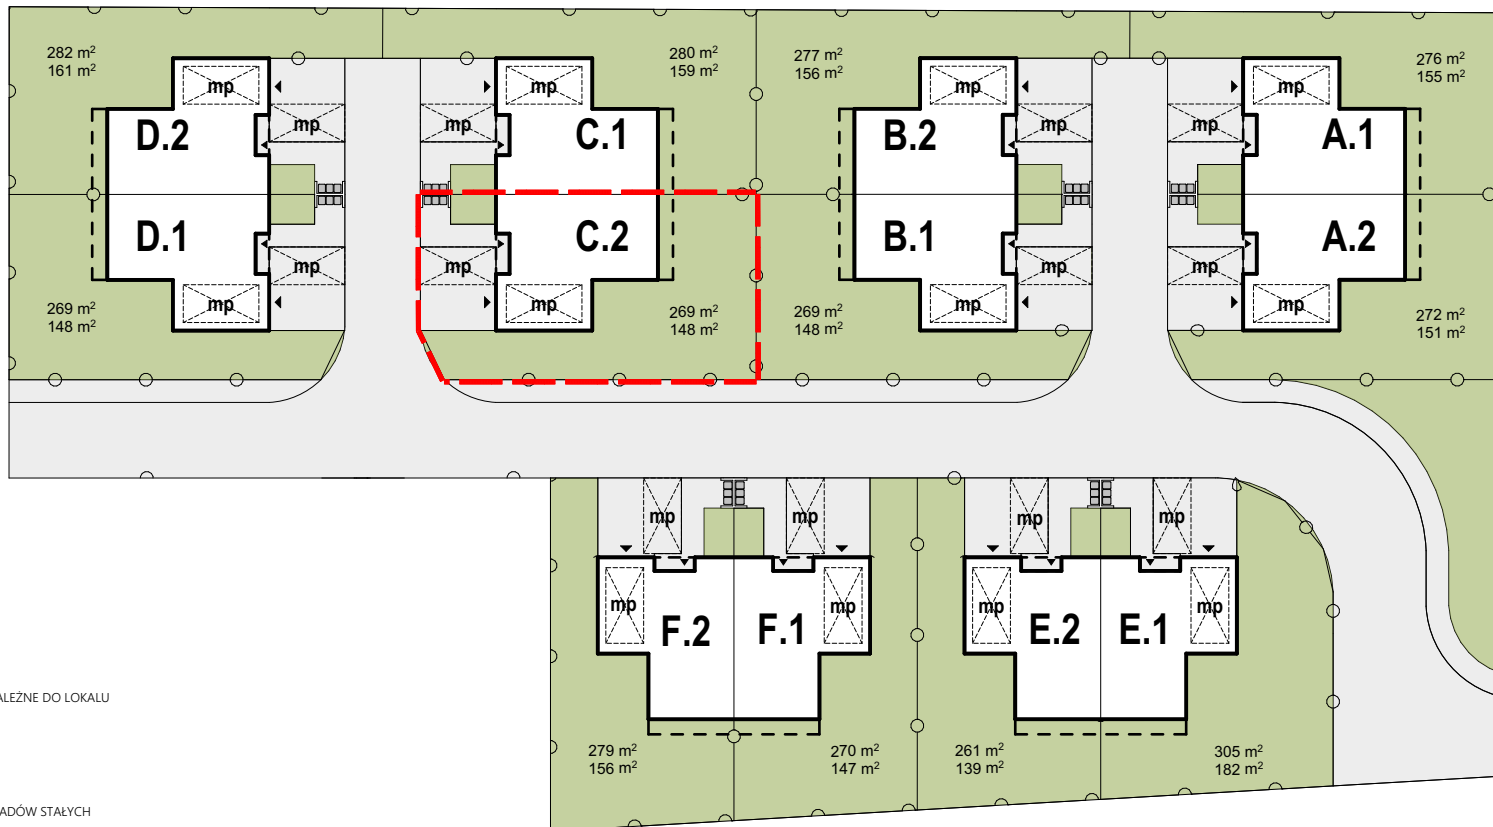 282 m²
161 m²
280 m²
159 m²
277 m²
156 m²
276 m²
155 m²
mp
mp
mp
mp
mp
mp
mp
mp
D.2
C.1
B.2
A.1
D.1
C.2
B.1
A.2
mp
mp
mp
mp
mp
mp
mp
mp
269 m²
148 m²
269 m²
148 m²
269 m²
148 m²
272 m²
151 m²
mp
mp
mp
mp
mp
mp
mp
mp
F.2
F.1
E.2
E.1
ALEŻNE DO LOKALU
279 m²
156 m²
270 m²
147 m²
261 m²
139 m²
305 m²
182 m²
ADÓW STAŁYCH